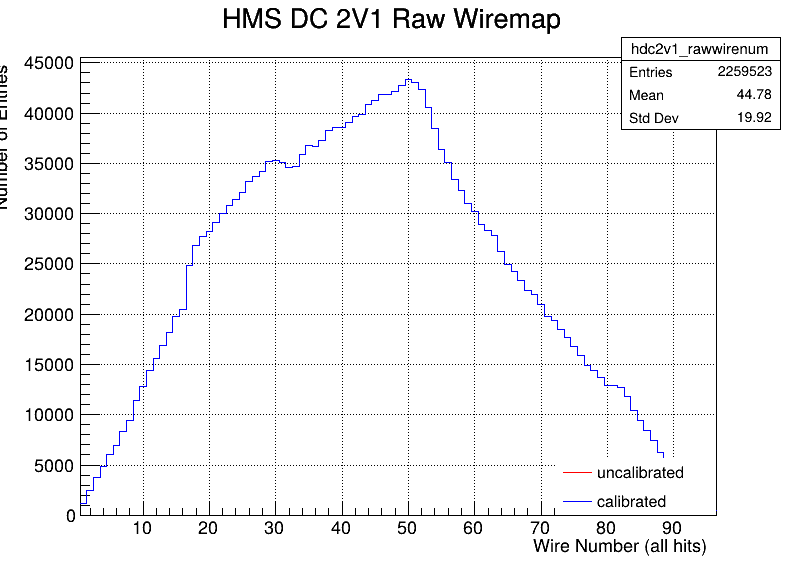 HMS DC 2V1 Raw Wiremap
hdc2v1_rawwirenum
Entries 2259523
Mean 44.78
Std Dev 19.92
Number of Entries
45000
40000
35000
30000
25000
20000
15000
10000
5000
0
10 20 30 40 50 60 70 80 90
uncalibrated
calibrated
Wire Number (all hits)